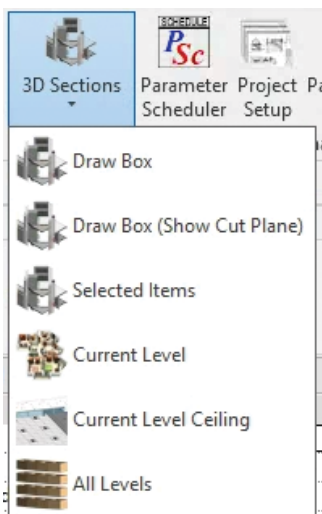 SCHEDULE
PSc
3D Sections
Parameter
Scheduler
Project
Setup
Draw Box
Draw Box (Show Cut Plane)
Selected Items
Current Level
Current Level Ceiling
All Levels